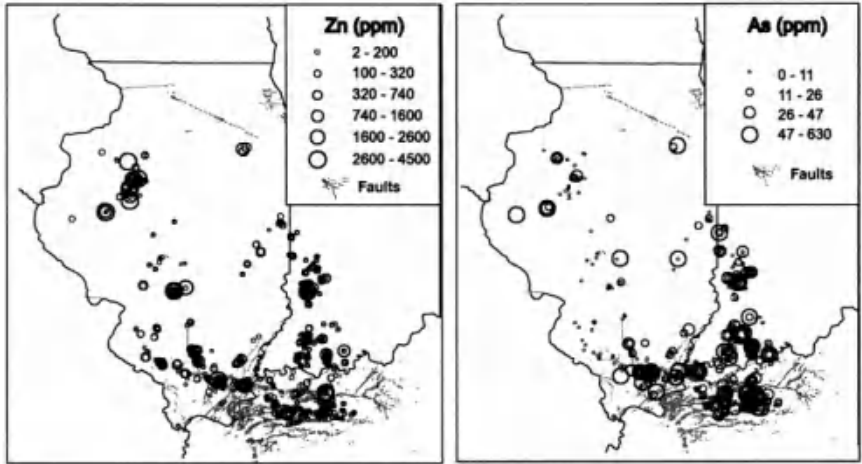 Zn (ppm)
2 - 200
100 - 320
320 - 740
740 - 1600
1600 - 2600
2600 - 4500
Faults
As (ppm)
0 - 11
11 - 26
26 - 47
47 - 630
Faults